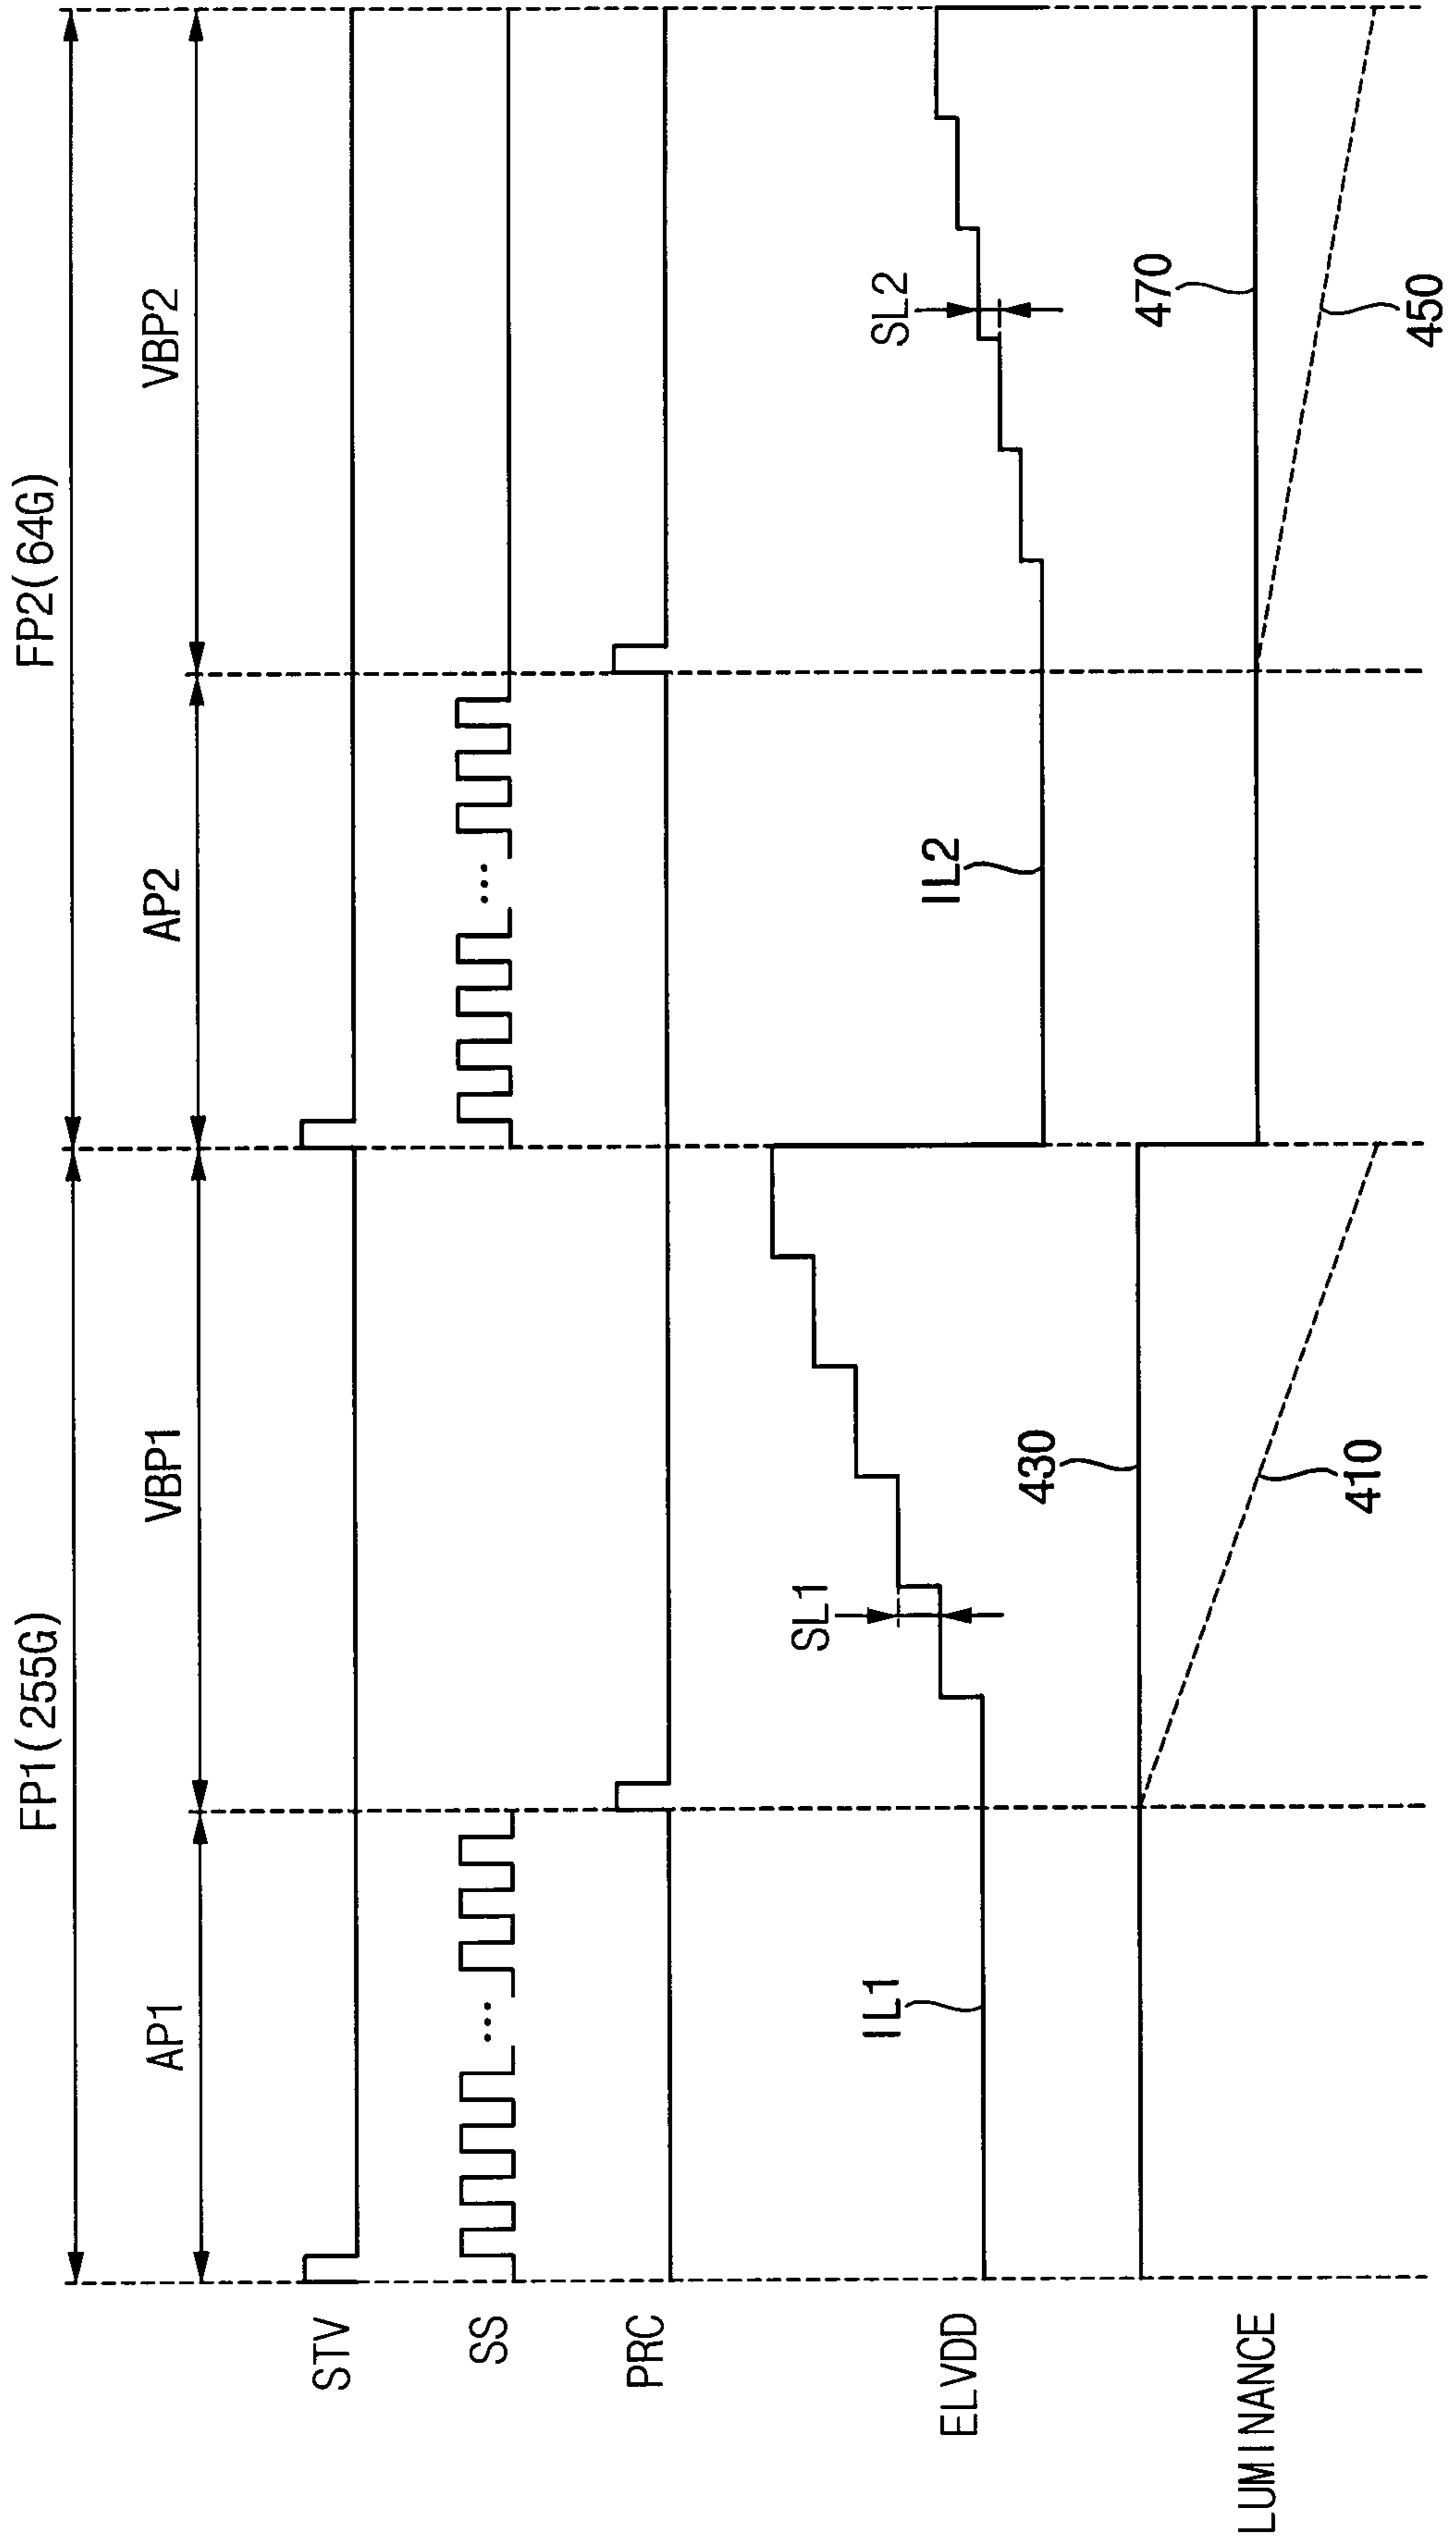 FP1(255G)
FP2(64G)
AP1
VBP1
AP2
VBP2
STV
SS
...
...
PRC
ELVDD
IL1
SL1
IL2
SL2
LUMINANCE
430
410
470
450